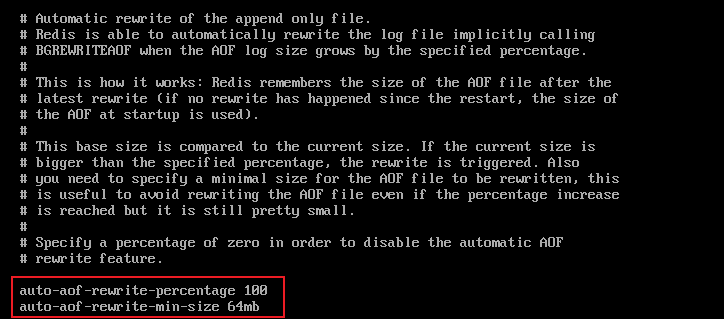 # Automatic rewrite of the append only file.
# Redis is able to automatically rewrite the log file implicitly calling
# BGREWRITEAOF when the AOF log size grows by the specified percentage.
#
# This is how it works: Redis remembers the size of the AOF file after the
# latest rewrite (if no rewrite has happened since the restart, the size of
# the AOF at startup is used).
#
# This base size is compared to the current size. If the current size is
# bigger than the specified percentage, the rewrite is triggered. Also
# you need to specify a minimal size for the AOF file to be rewritten, this
# is useful to avoid rewriting the AOF file even if the percentage increase
# is reached but it is still pretty small.
#
# Specify a percentage of zero in order to disable the automatic AOF
# rewrite feature.
auto-aof-rewrite-percentage 100
auto-aof-rewrite-min-size 64mb